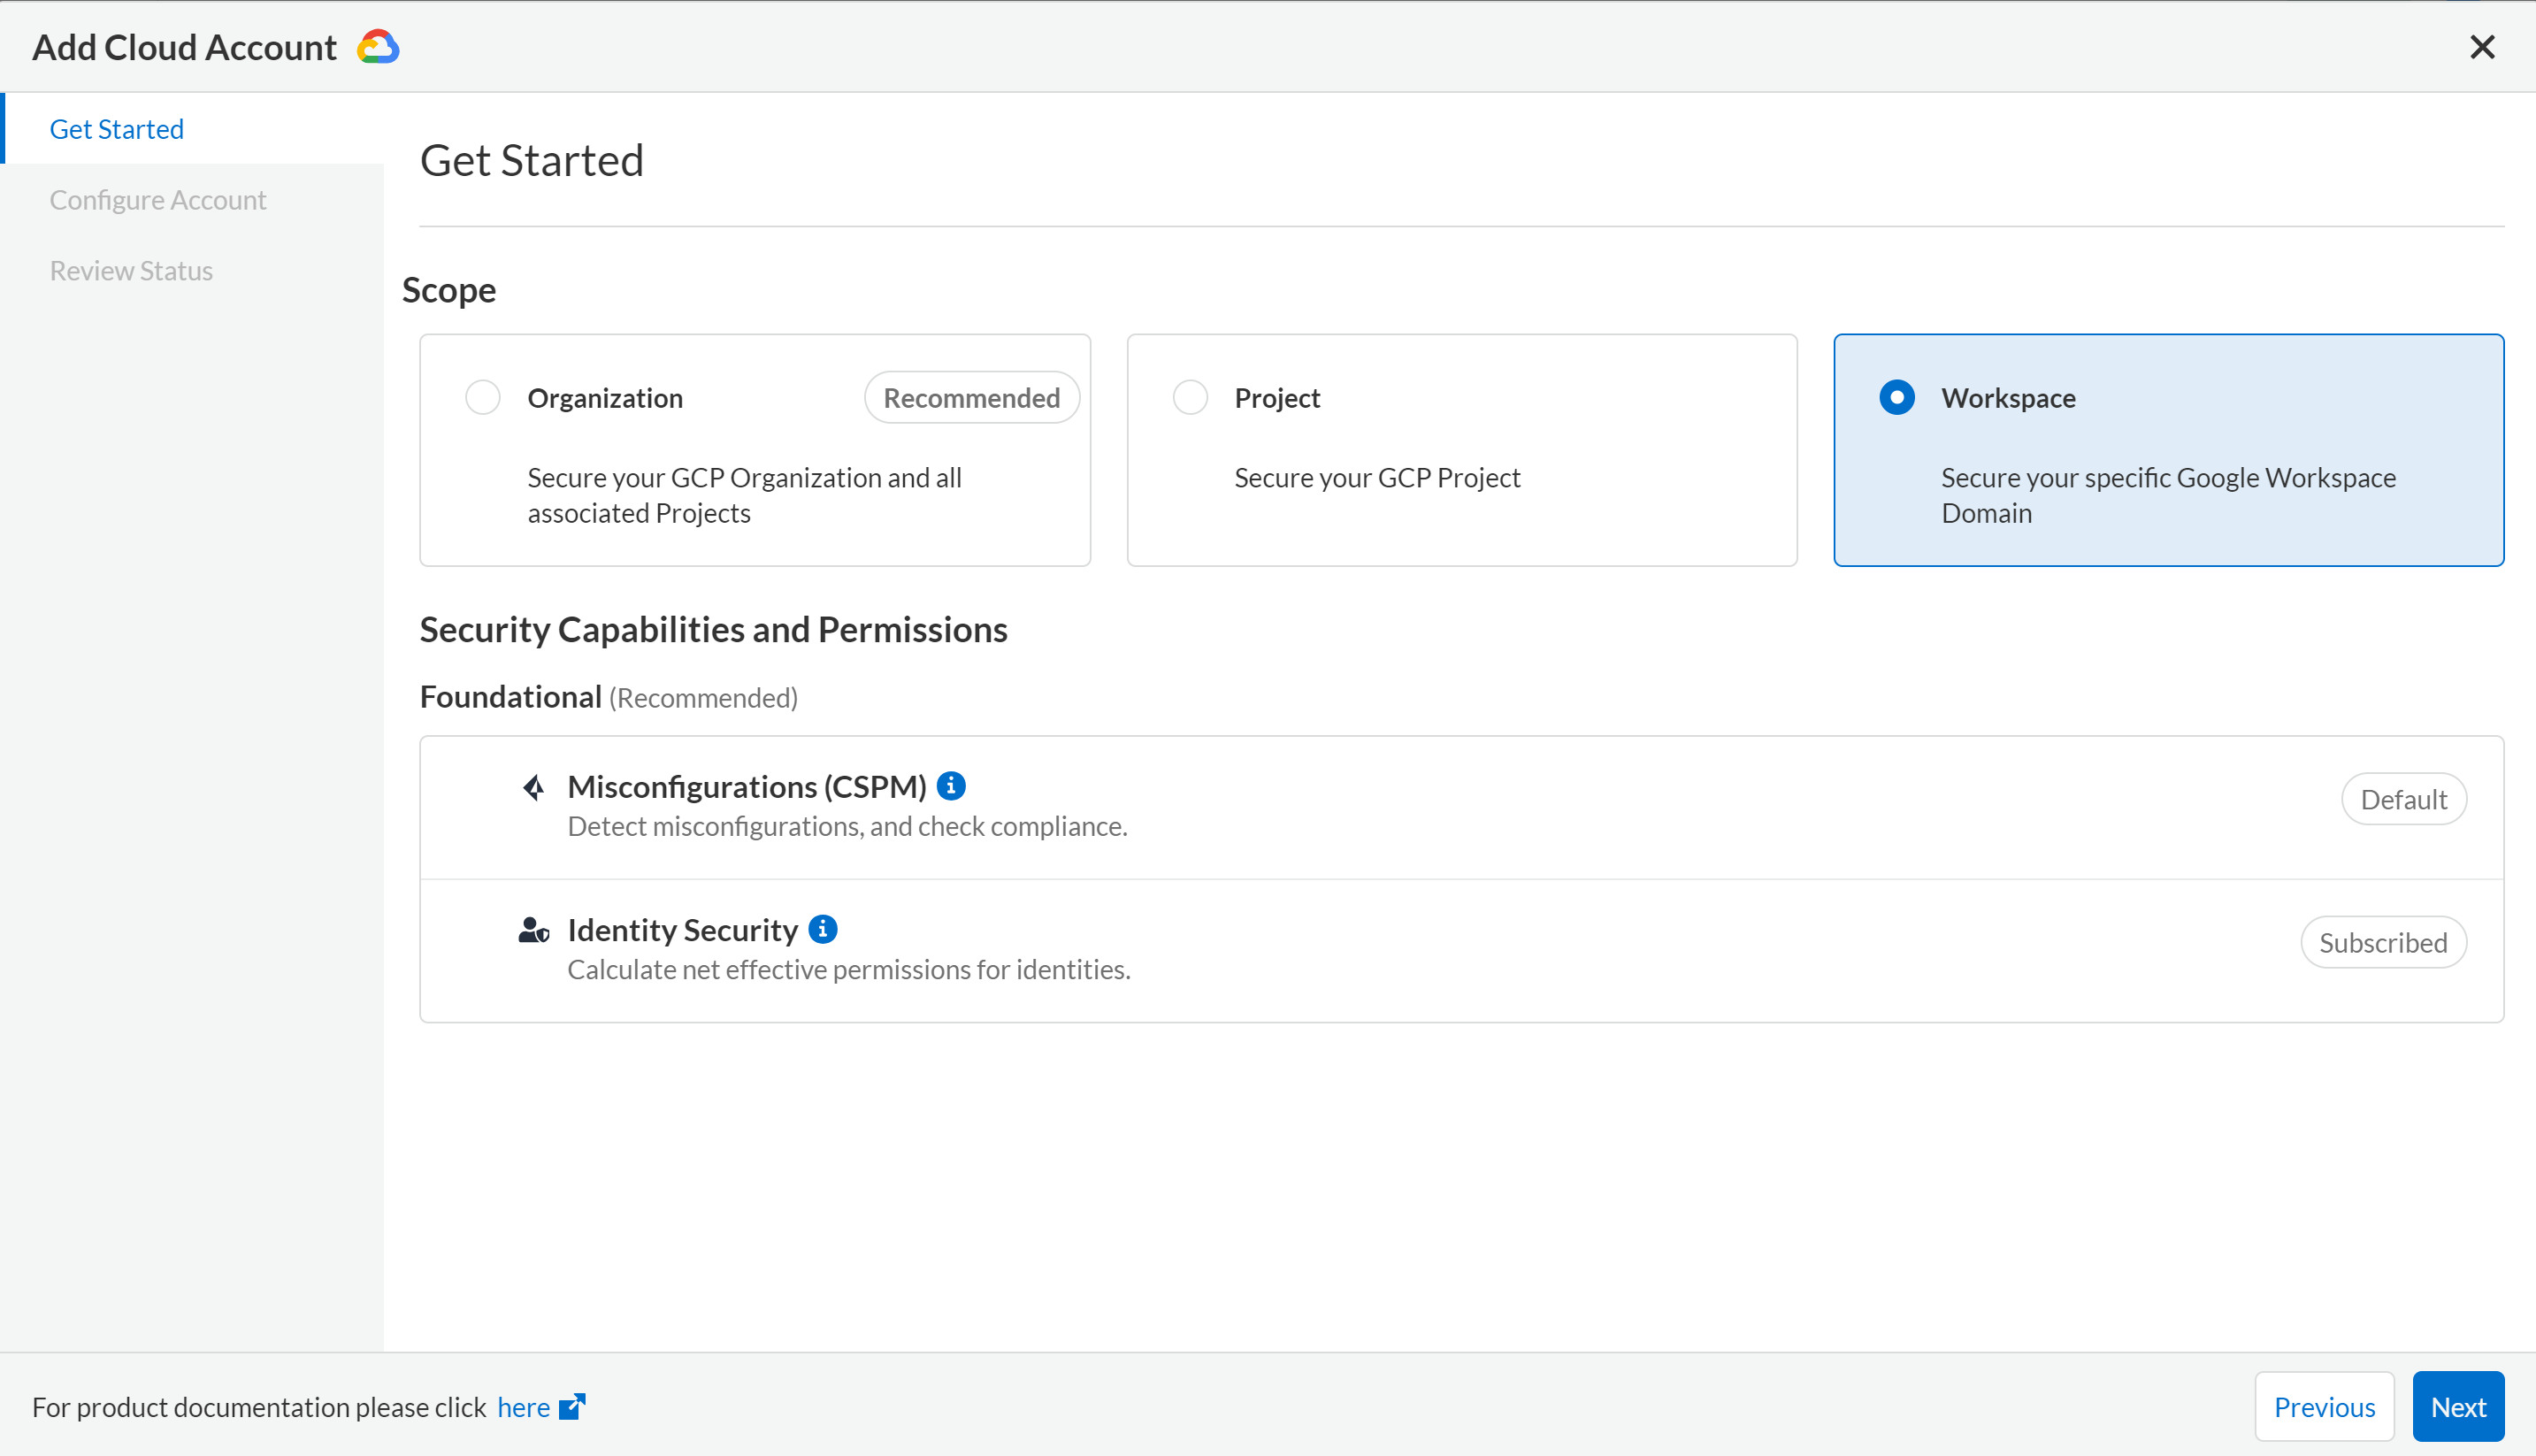 Add Cloud Account
Get Started
Configure Account
Review Status
Get Started
Scope
Organization
Recommended
Secure your GCP Organization and all
associated Projects
Project
Secure your GCP Project
Workspace
Secure your specific Google Workspace
Domain
Security Capabilities and Permissions
Foundational (Recommended)
Misconfigurations (CSPM)
Detect misconfigurations, and check compliance.
Default
Identity Security
Calculate net effective permissions for identities.
Subscribed
For product documentation please click here
Previous
Next